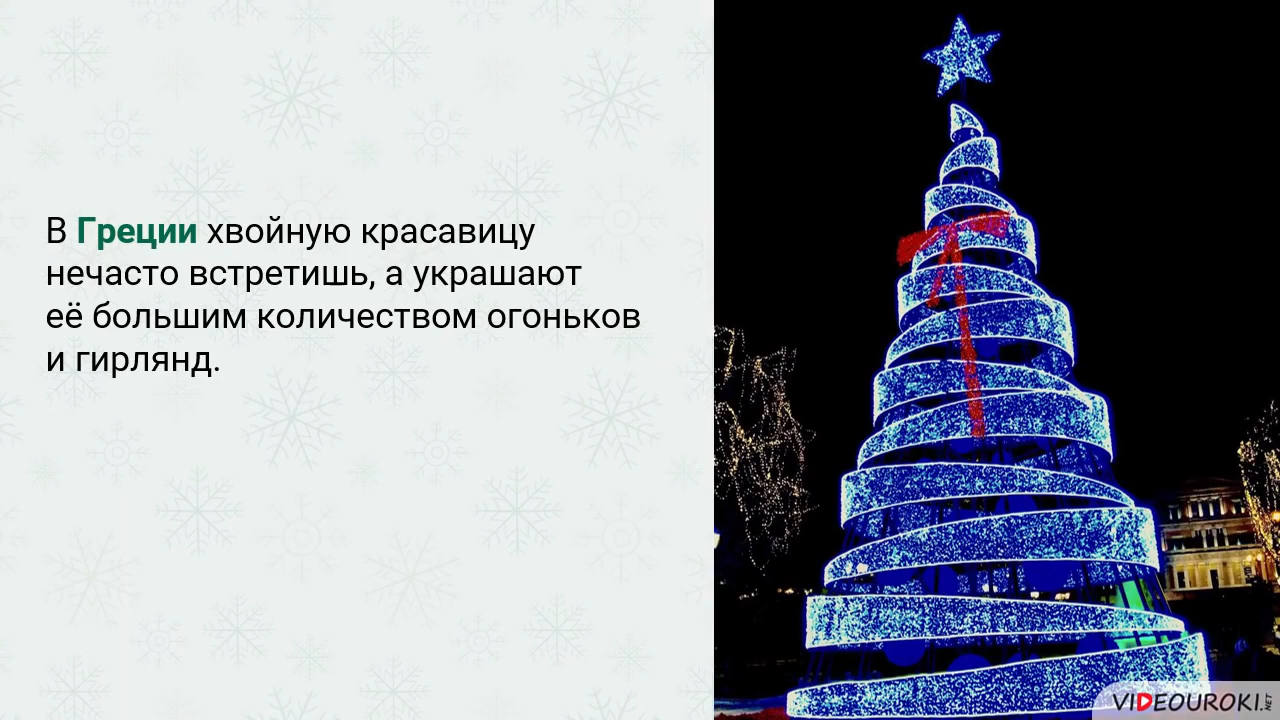 В Греции хвойную красавицу
нечасто встретишь, а украшают
её большим количеством огоньков
и гирлянд.
VIDEOUROKI.NET